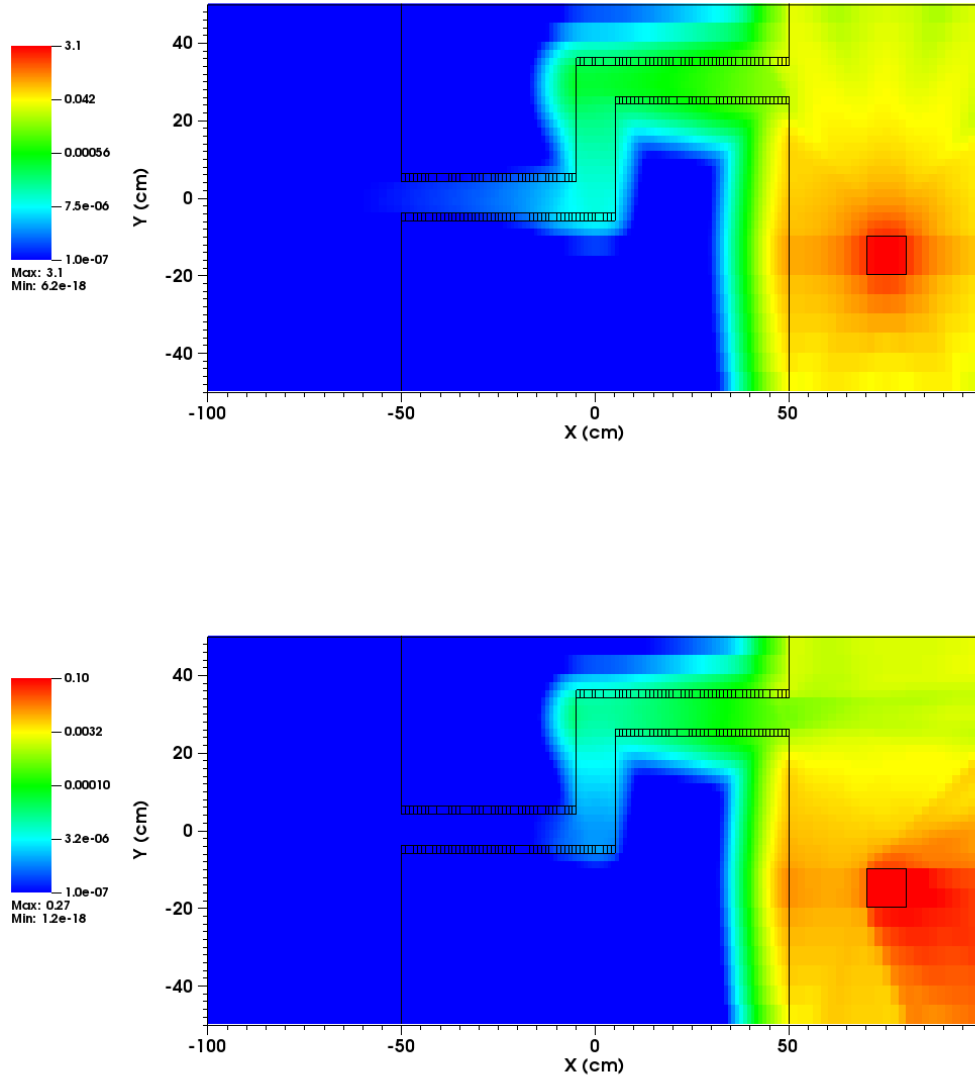 3.1
0.042
0.00056
7.5e-06
1.0e-07
Max: 3.1
Min: 6.2e-18
40
20
0
-20
-40
Y (cm)
-100
-50
0
50
X (cm)
0.10
0.0032
0.00010
3.2e-06
1.0e-07
Max: 0.27
Min: 1.2e-18
40
20
0
-20
-40
Y (cm)
-100
-50
0
50
X (cm)